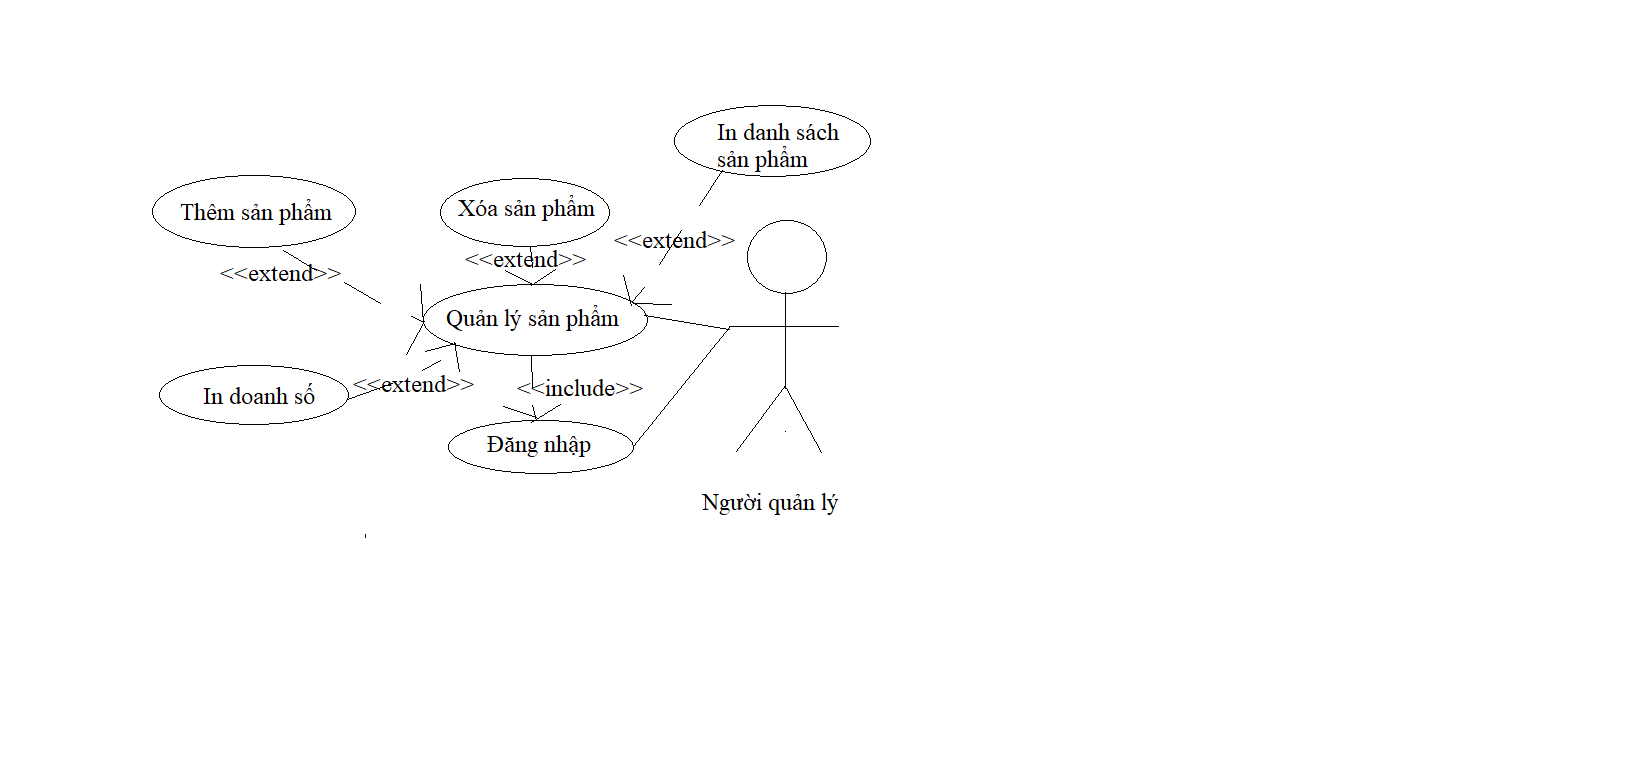 In danh sách
sản phẩm
Thêm sản phẩm
Xóa sản phẩm
<<extend>>
<<extend>>
<<extend>>
Quản lý sản phẩm
<<extend>>
<<include>>
In doanh số
Đăng nhập
Người quản lý